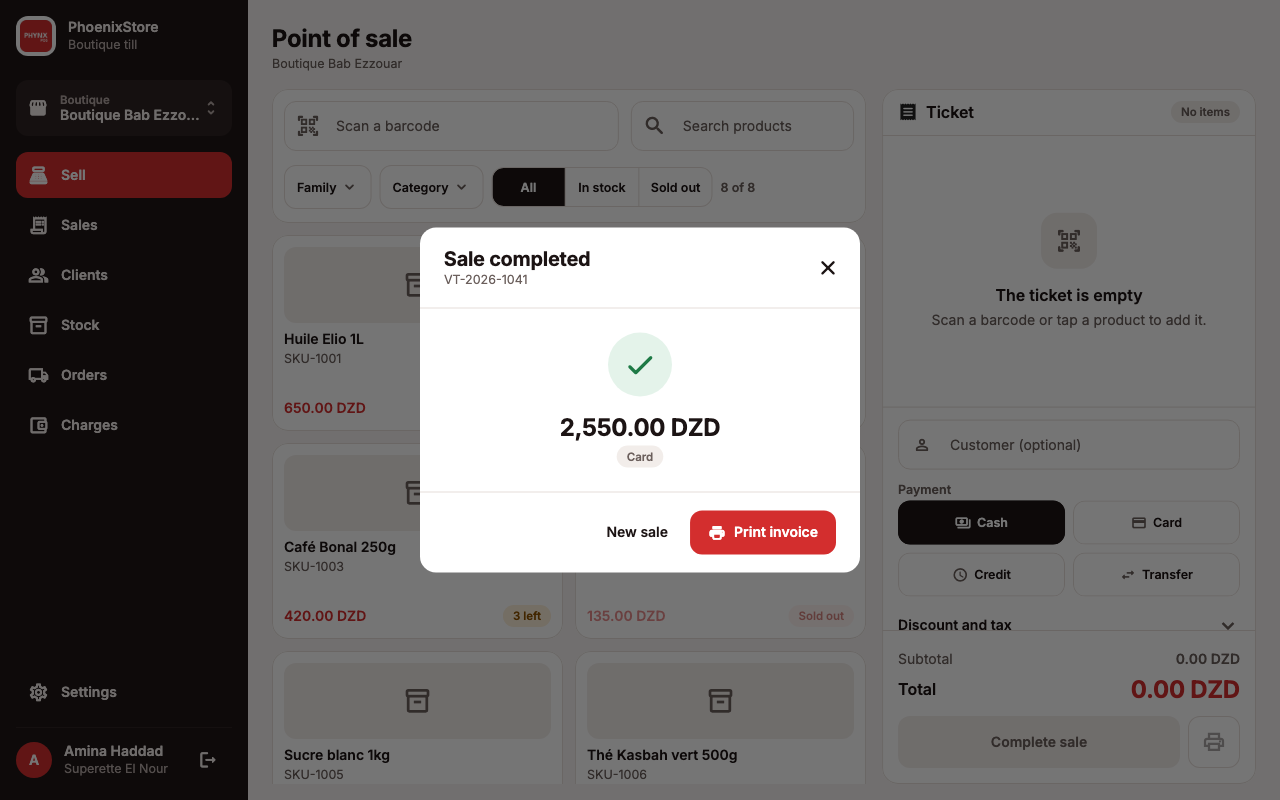 PHYNX
PhoenixStore
Boutique till
Boutique
Boutique Bab Ezzo...
Sell
Sales
Clients
Stock
Orders
Charges
Settings
A
Amina Haddad
Superette El Nour
Point of sale
Boutique Bab Ezzouar
Scan a barcode
Search products
Family
Category
All
In stock
Sold out
8 of 8
Huile Elio 1L
SKU-1001
650.00 DZD
Café Bonal 250g
SKU-1003
420.00 DZD
3 left
135.00 DZD
Sold out
Sucre blanc 1kg
SKU-1005
Thé Kasbah vert 500g
SKU-1006
Sale completed
VT-2026-1041
2,550.00 DZD
Card
New sale
Print invoice
Ticket
No items
The ticket is empty
Scan a barcode or tap a product to add it.
Customer (optional)
Payment
Cash
Card
Credit
Transfer
Discount and tax
Subtotal
0.00 DZD
Total
0.00 DZD
Complete sale